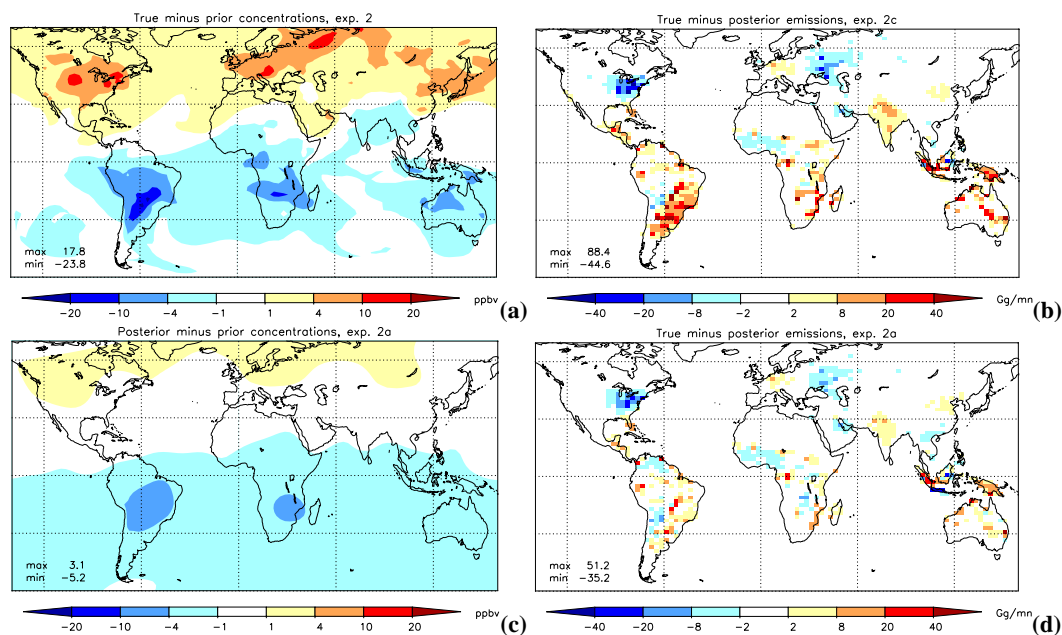 True minus prior concentrations, exp. 2
max 17.8
min −23.8
−20 −10 −4 −1 1 4 10 20 ppbv
(a)
True minus posterior emissions, exp. 2c
max 88.4
min −44.6
−40 −20 −8 −2 2 8 20 40 Gg/mn
(b)
Posterior minus prior concentrations, exp. 2a
max 3.1
min −5.2
−20 −10 −4 −1 1 4 10 20 ppbv
(c)
True minus posterior emissions, exp. 2a
max 51.2
min −35.2
−40 −20 −8 −2 2 8 20 40 Gg/mn
(d)